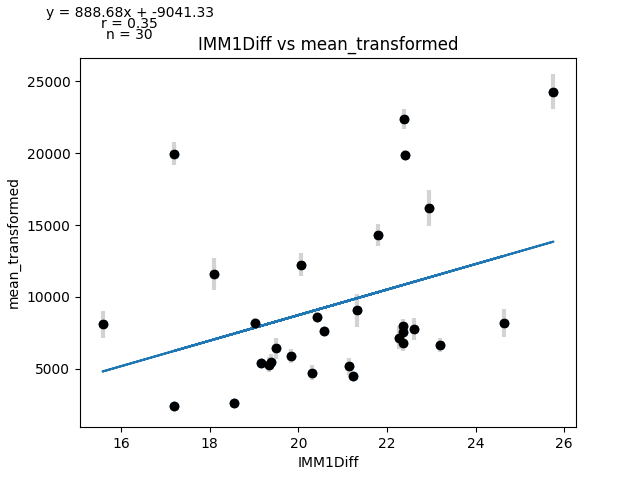 y = 888.68x + -9041.33
r = 0.35
n = 30
IMM1Diff vs mean_transformed
25000
20000
15000
10000
5000
mean_transformed
16 18 20 22 24 26
IMM1Diff